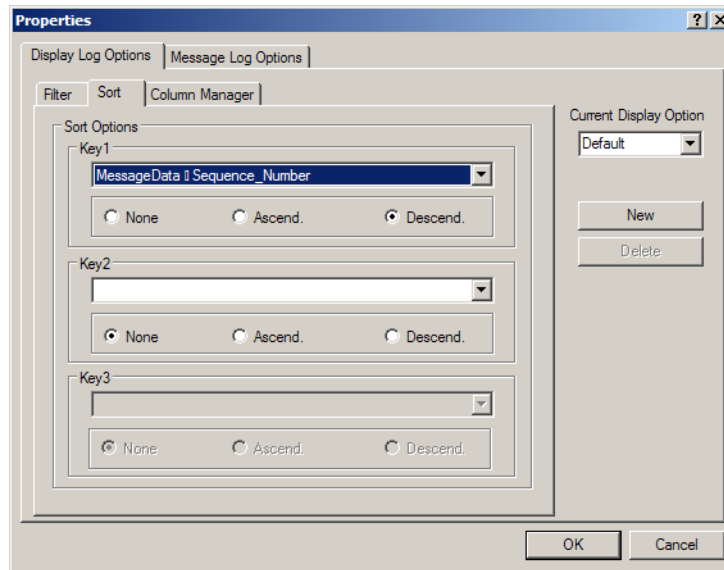 Properties
Display Log Options Message Log Options
Filter Sort Column Manager
Current Display Option
Default
Sort Options
Key1
MessageData ▯ Sequence_Number
None Ascend. Descend.
New
Delete
Key2
None Ascend. Descend.
Key3
None Ascend. Descend.
OK Cancel